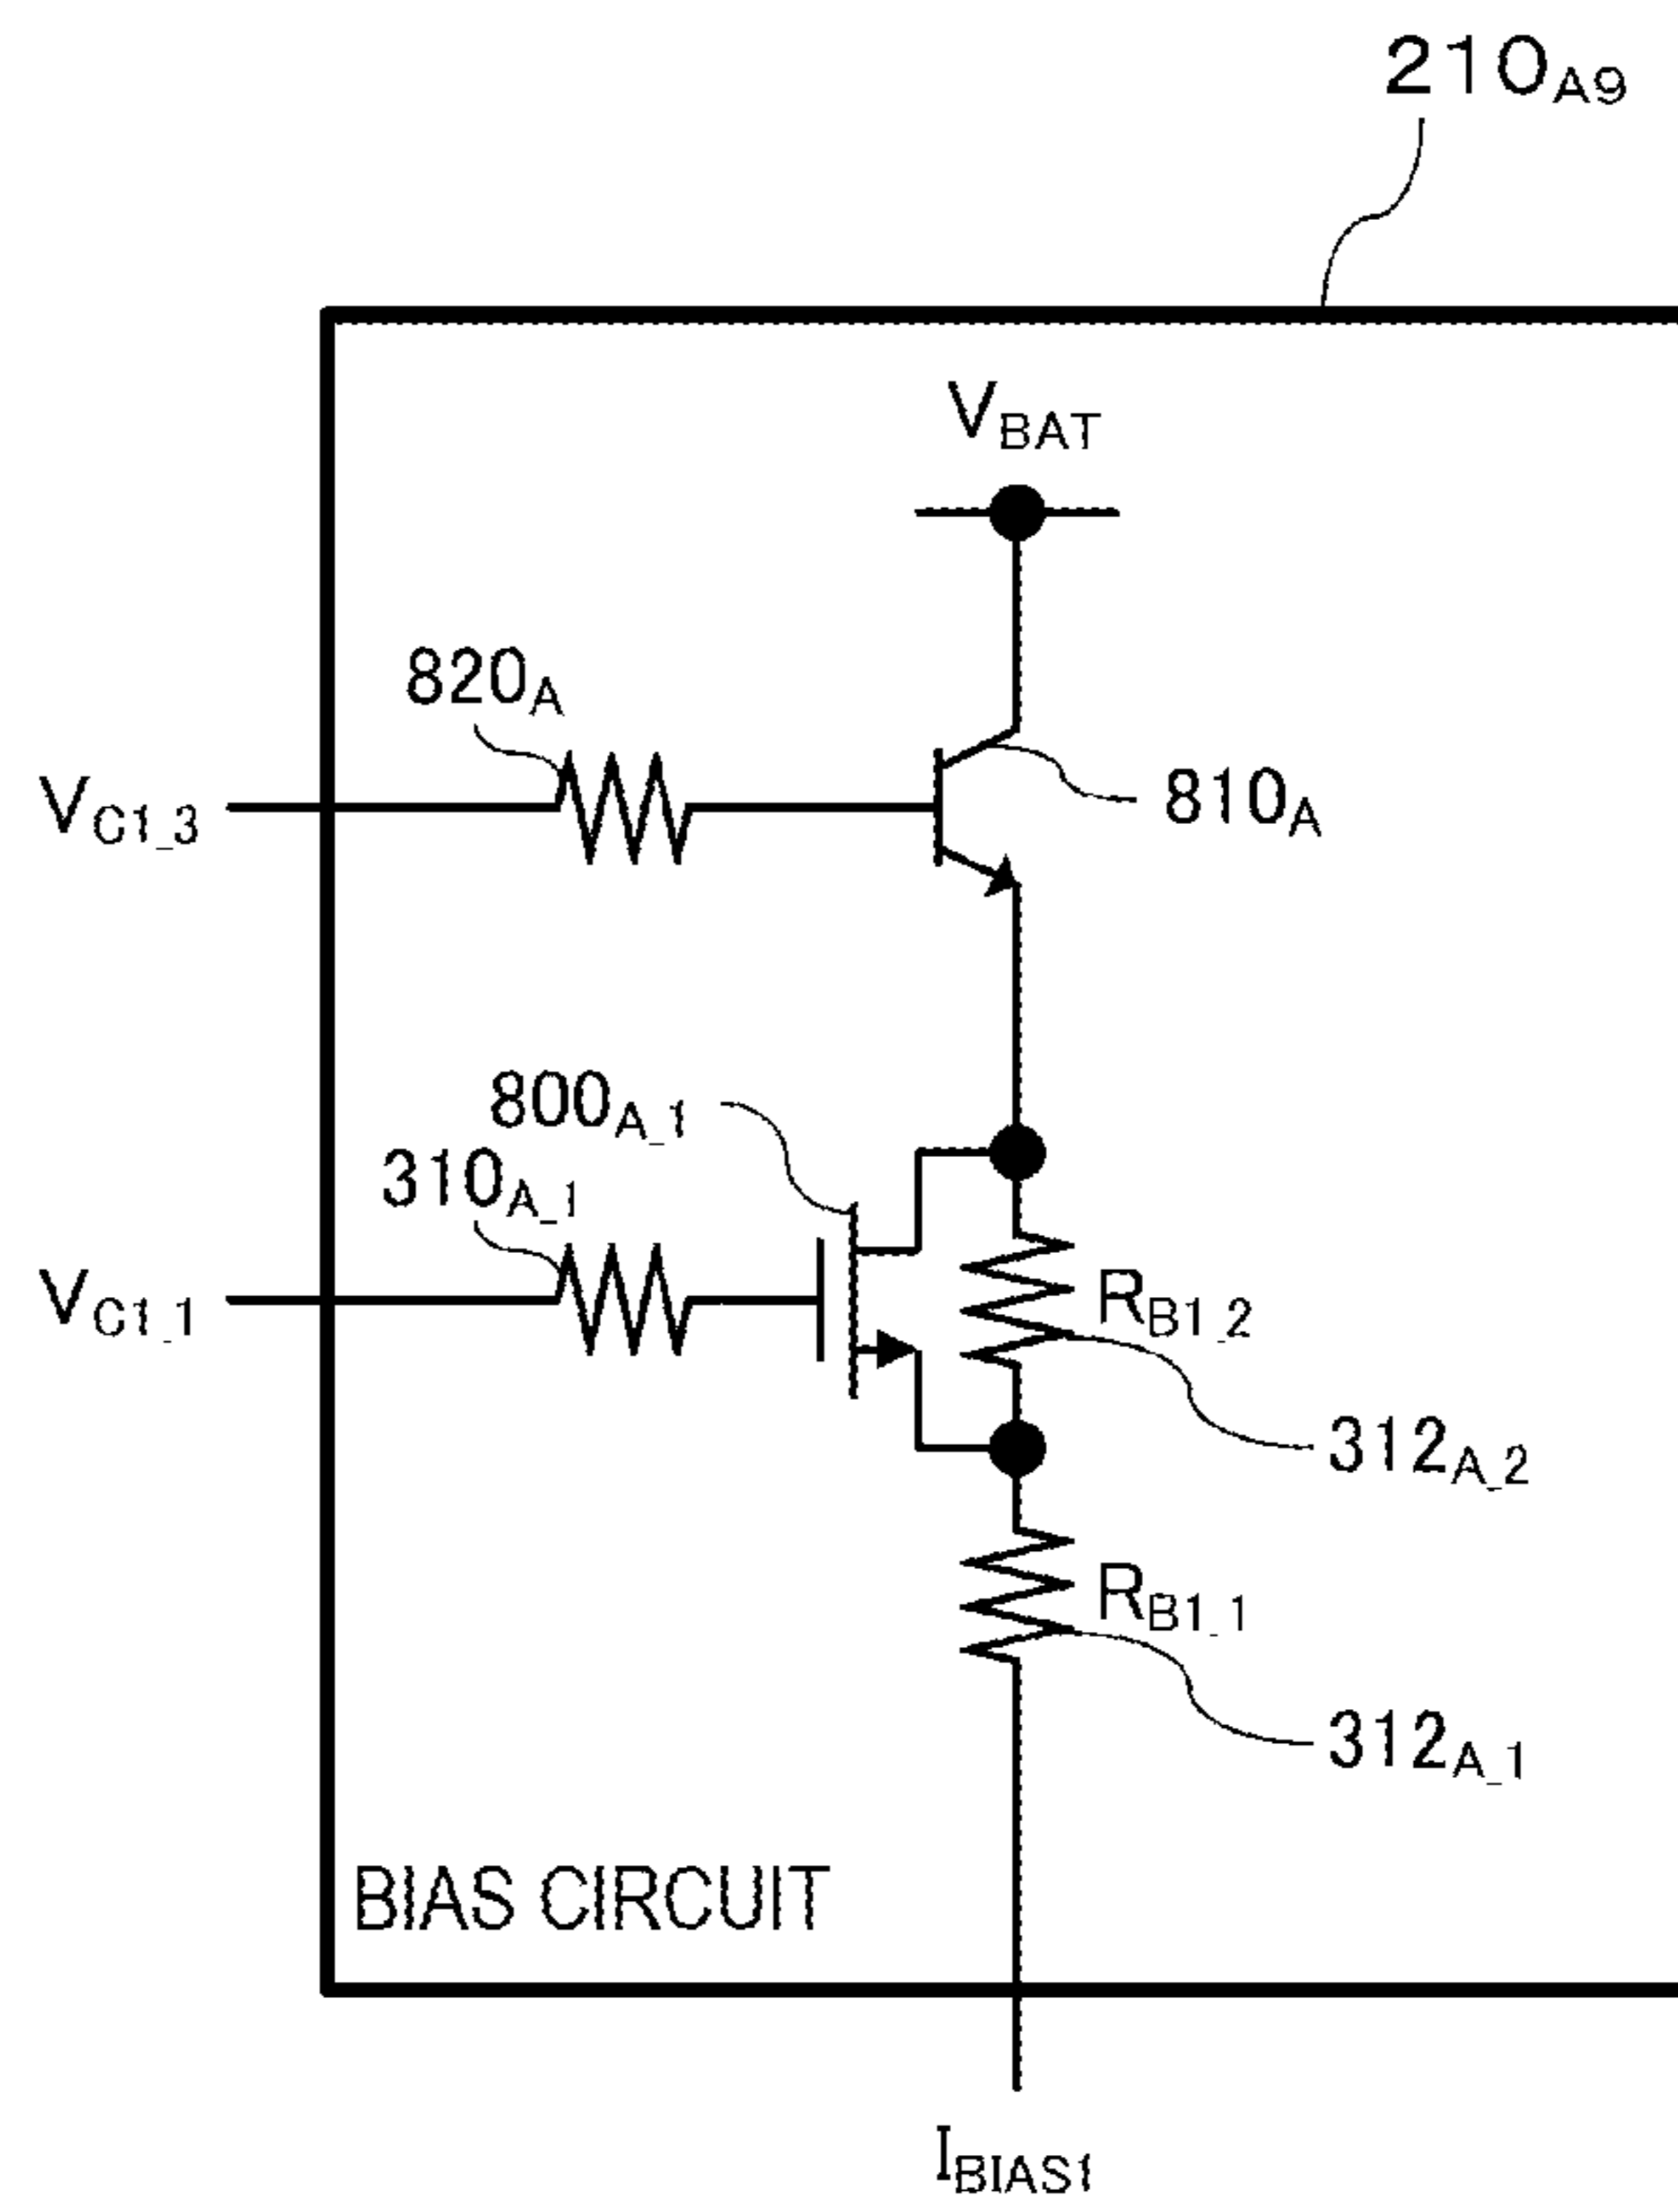 210A9
VBAT
820A
VC1_3
810A
800A_1
310A_1
VC1_1
RB1_2
312A_2
RB1_1
312A_1
BIAS CIRCUIT
IBIAS1